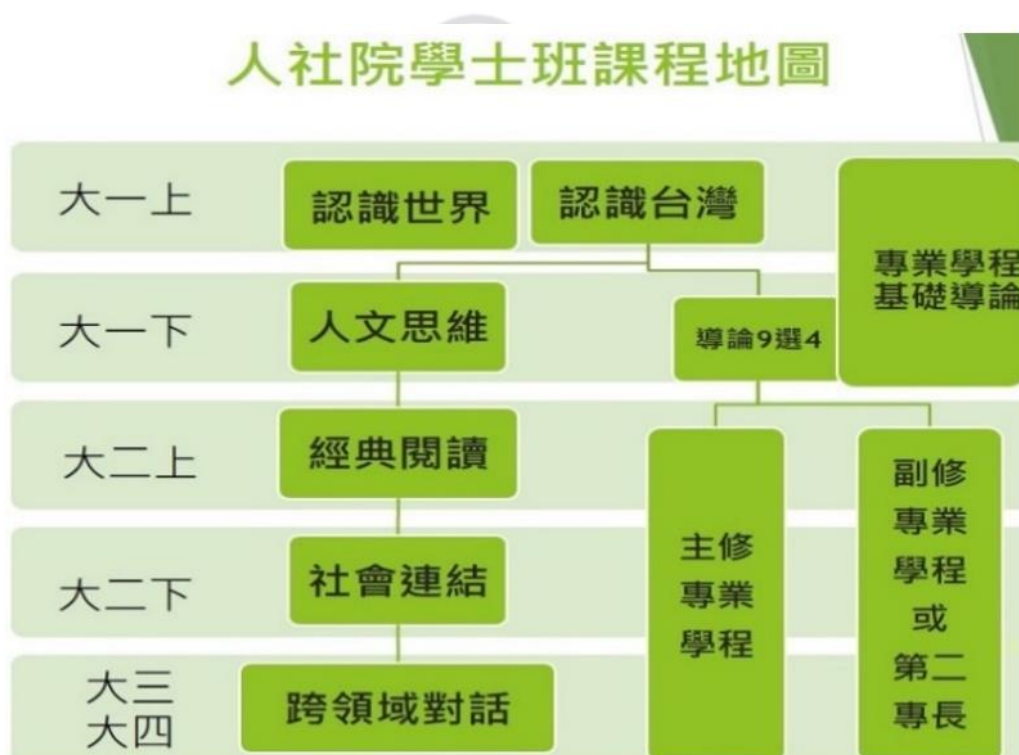 人社院學士班課程地圖
大一上
認識世界
認識台灣
專業學程
基礎導論
大一下
人文思維
導論9選4
大二上
經典閱讀
主修
專業
學程
副修
專業
學程
或
第二
專長
大二下
社會連結
大三
大四
跨領域對話